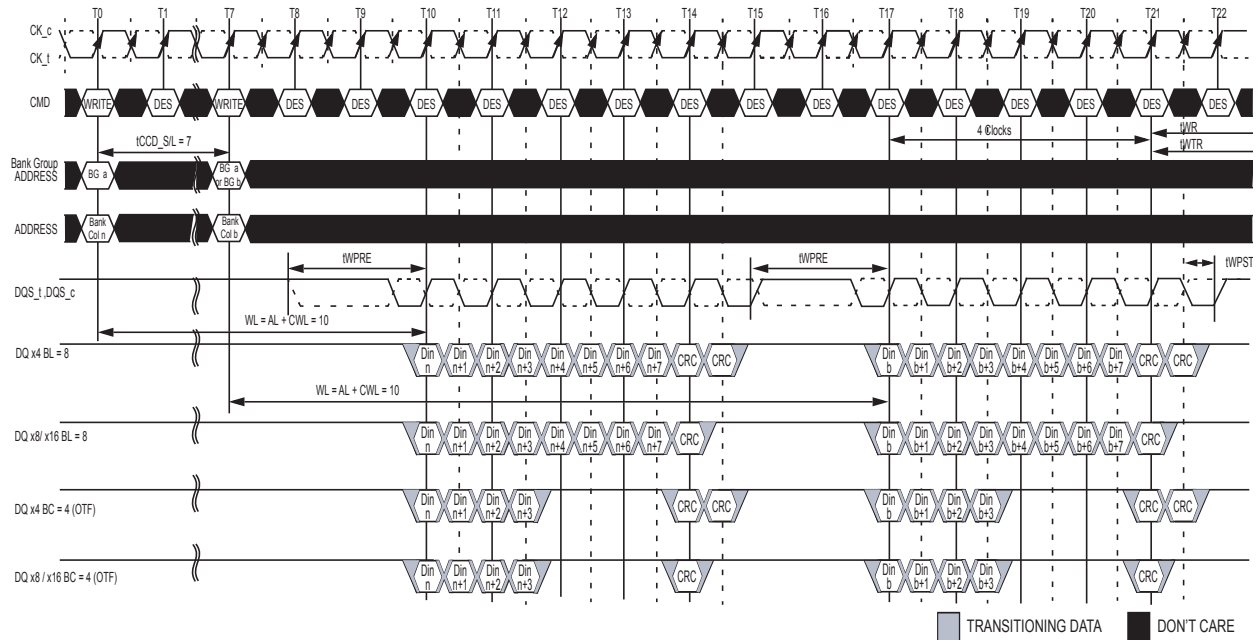 T0 T1 T7 T8 T9 T10 T11 T12 T13 T14 T15 T16 T17 T18 T19 T20 T21 T22
CK_c
CK_t
CMD WRITE DES WRITE DES DES DES DES DES DES DES DES DES DES DES DES DES DES DES
4 Clocks
tWR
tWTR
tCCD_S/L = 7
Bank Group
ADDRESS
BG a
BG a
or BG b
ADDRESS
Bank
Col n
Bank
Col b
tWPRE tWPRE tWPST
DQS_t ,DQS_c
WL = AL + CWL = 10
DQ x4 BL = 8
Din Din Din Din Din Din Din Din CRC CRC Din Din Din Din Din Din Din Din CRC CRC
n n+1 n+2 n+3 n+4 n+5 n+6 n+7 b b+1 b+2 b+3 b+4 b+5 b+6 b+7
WL = AL + CWL = 10
DQ x8/ x16 BL = 8
Din Din Din Din Din Din Din Din CRC Din Din Din Din Din Din Din Din CRC
n n+1 n+2 n+3 n+4 n+5 n+6 n+7 b b+1 b+2 b+3 b+4 b+5 b+6 b+7
DQ x4 BC = 4 (OTF)
Din Din Din Din CRC CRC Din Din Din Din CRC CRC
n n+1 n+2 n+3 b b+1 b+2 b+3
DQ x8 / x16 BC = 4 (OTF)
Din Din Din Din CRC Din Din Din Din CRC
n n+1 n+2 n+3 b b+1 b+2 b+3
TRANSITIONING DATA DON'T CARE